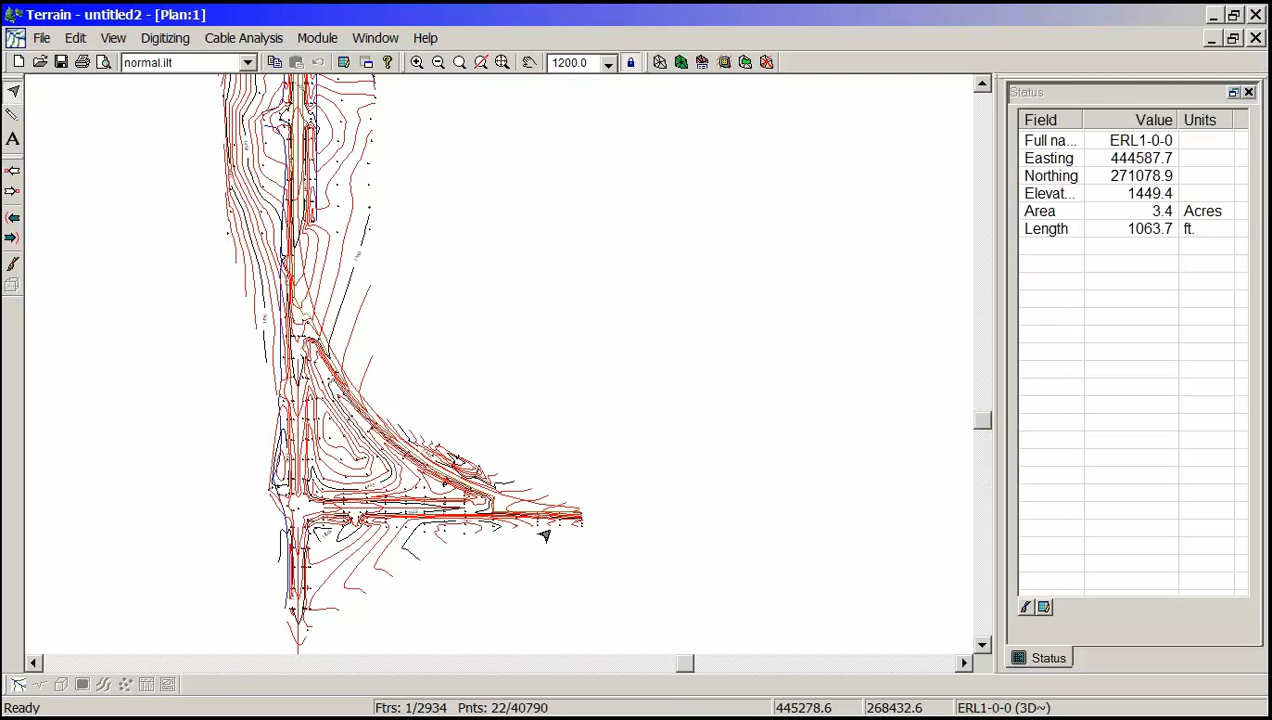 Terrain - untitled2 - [Plan:1]
File Edit View Digitizing Cable Analysis Module Window Help
normal.ilt 1200.0
A
Status
Field Value Units
Full na... ERL1-0-0
Easting 444587.7
Northing 271078.9
Elevat... 1449.4
Area 3.4 Acres
Length 1063.7 ft.
Status
Ready Ftrs: 1/2934 Pnts: 22/40790 445278.6 268432.6 ERL1-0-0 (3D~)